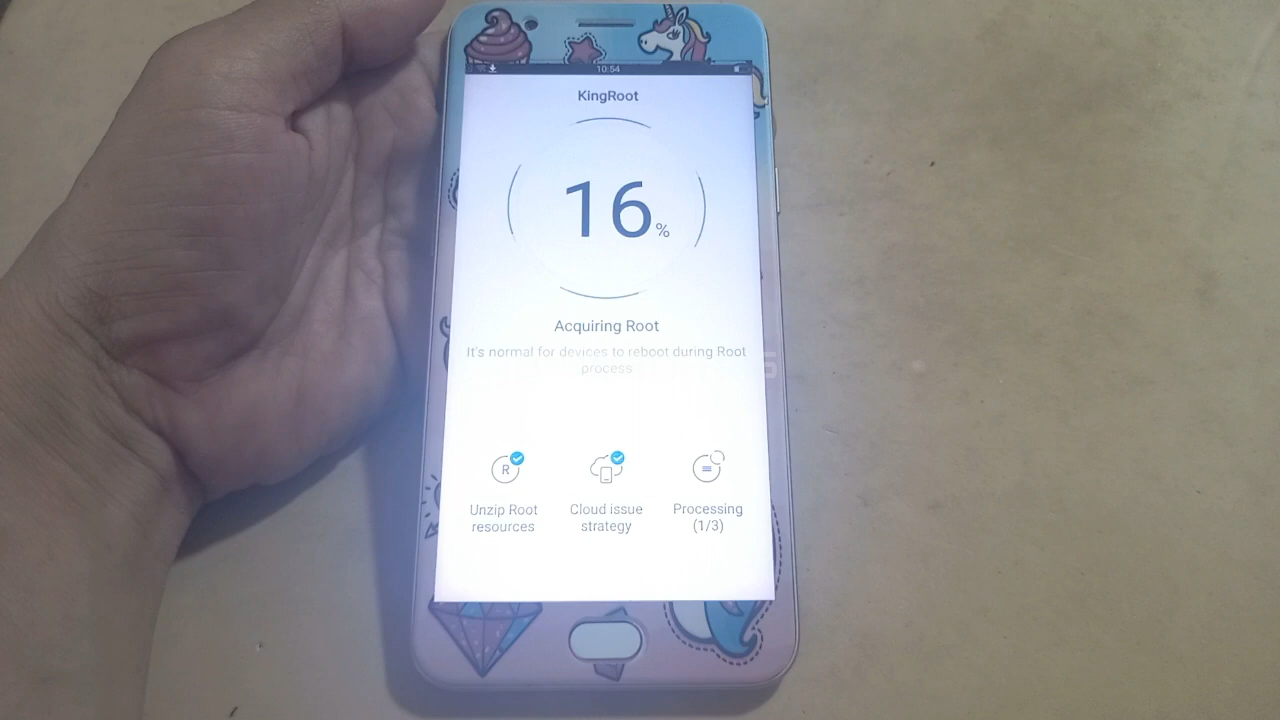 10:54
KingRoot
16%
Acquiring Root
It's normal for devices to reboot during Root
process
R
Unzip Root
resources
Cloud issue
strategy
Processing
(1/3)